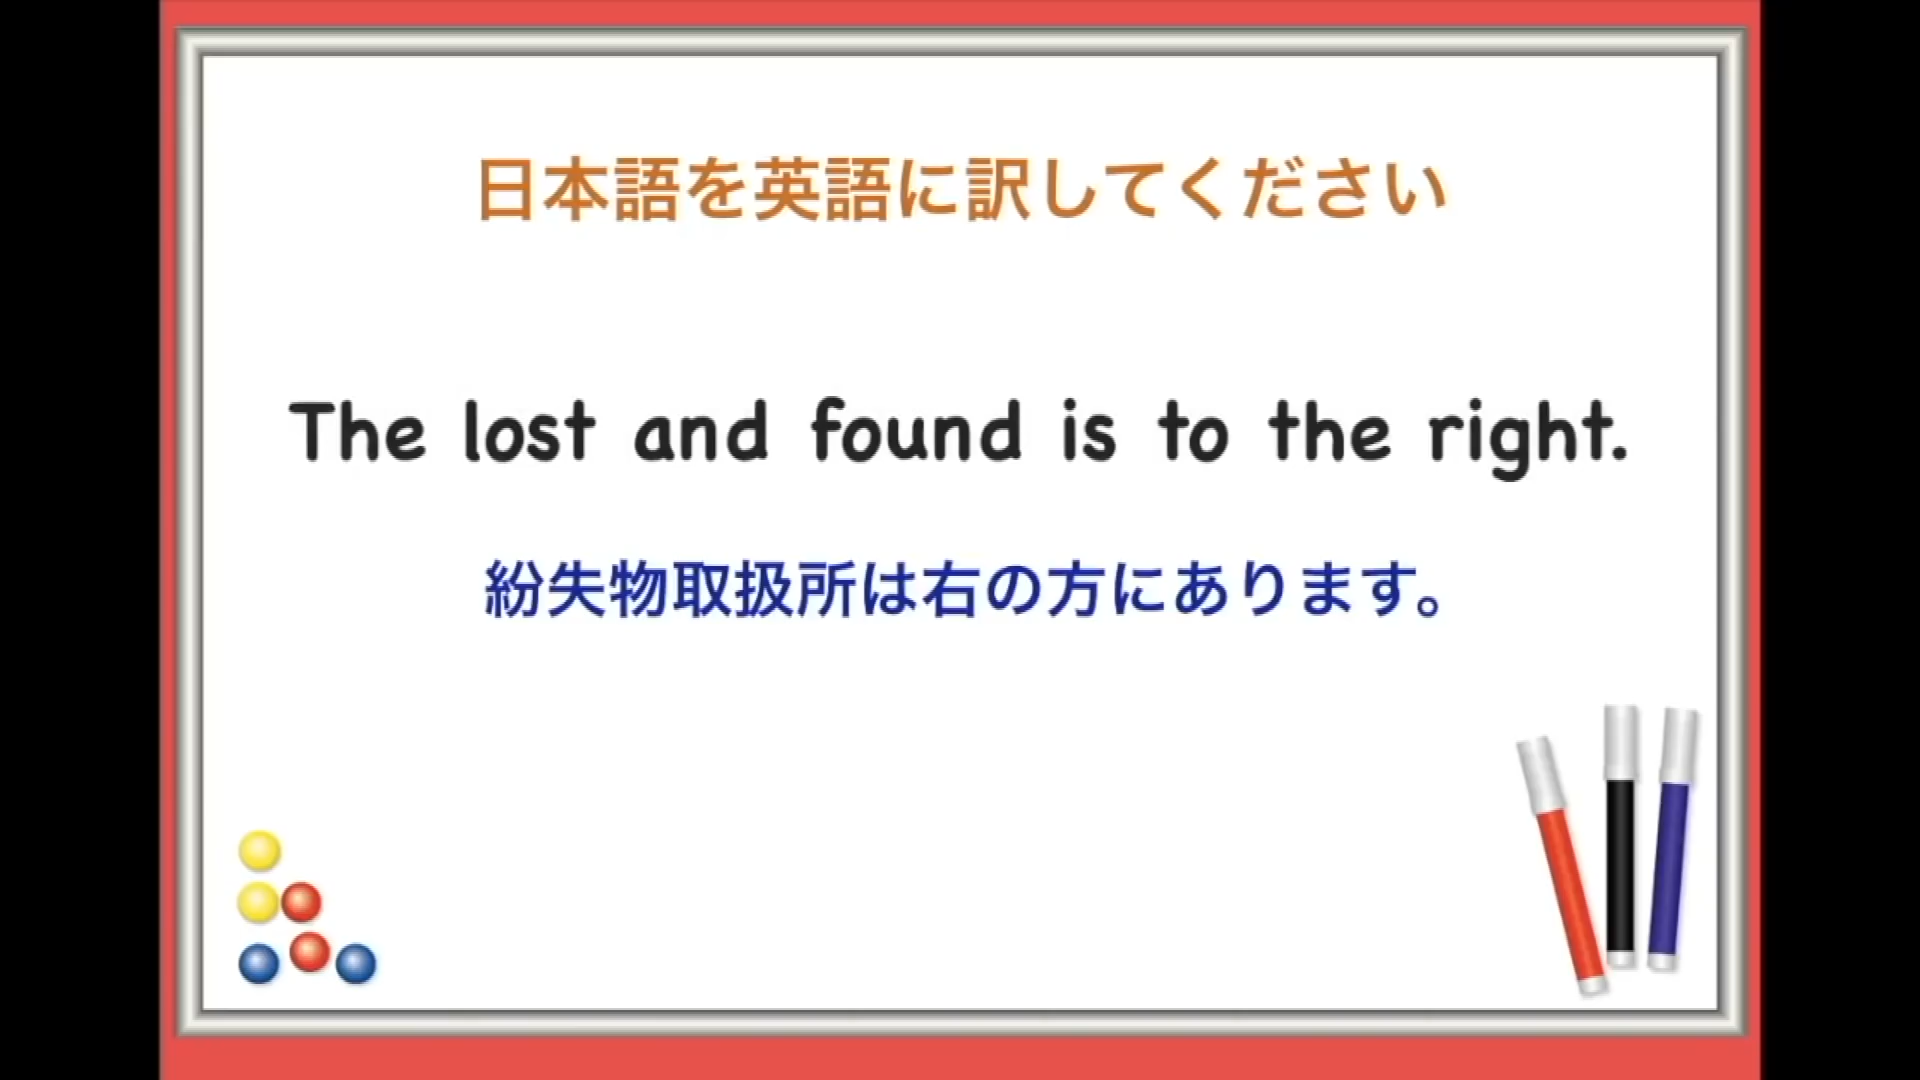 日本語を英語に訳してください
The lost and found is to the right.
紛失物取扱所は右の方にあります。